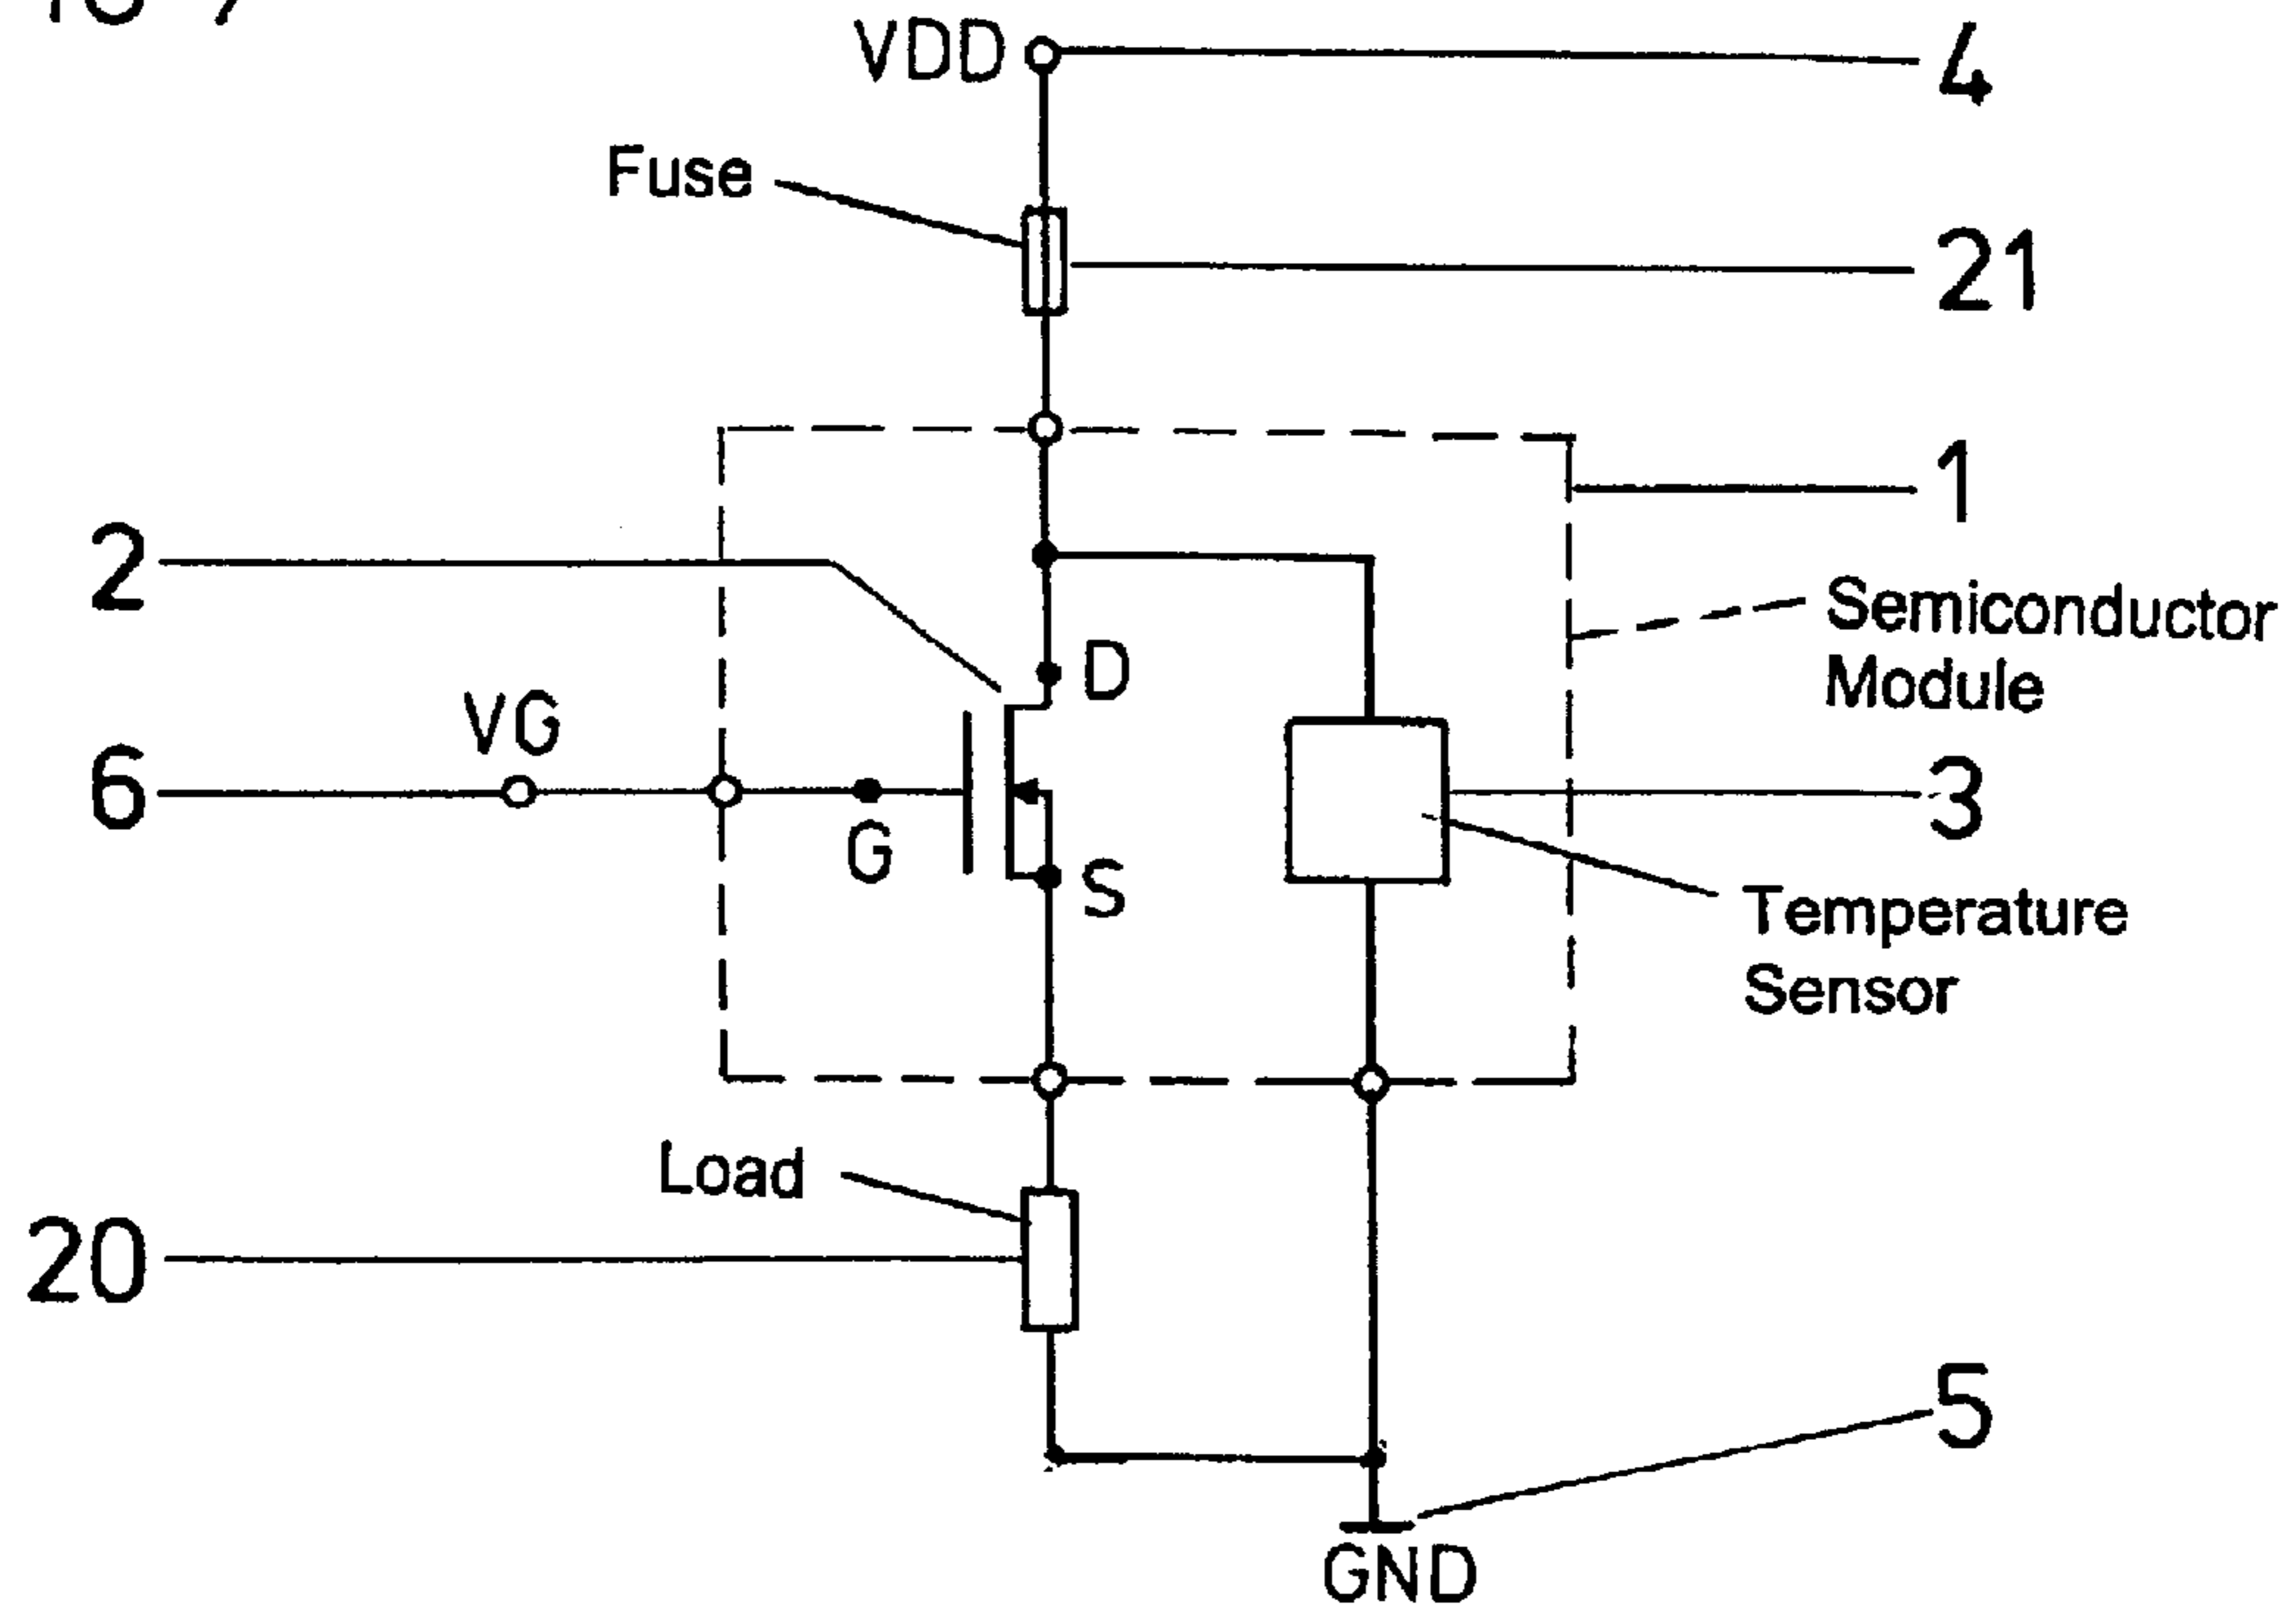 VDD
4
Fuse
21
1
2
Semiconductor
Module
D
VG
6
3
G
S
Temperature
Sensor
Load
20
5
GND